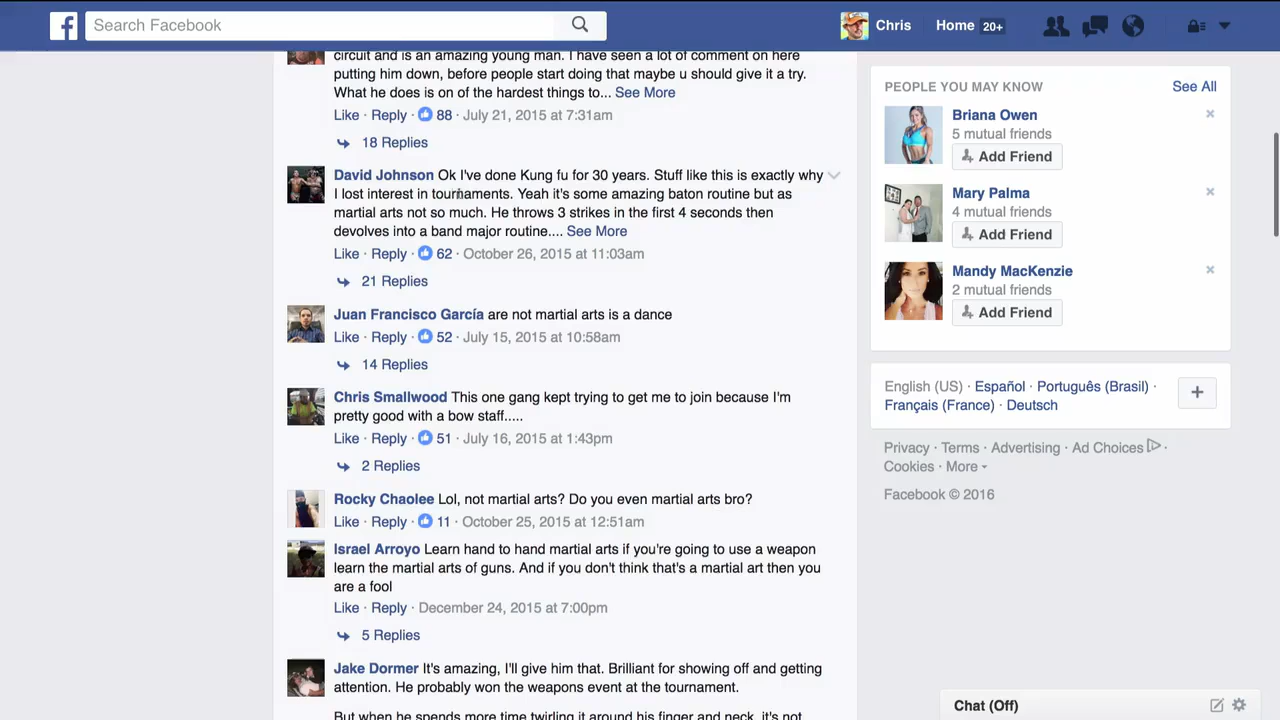 Search Facebook
Chris
Home 20+
circuit and is an amazing young man. I have seen a lot of comment on here
putting him down, before people start doing that maybe u should give it a try.
What he does is on of the hardest things to... See More
Like · Reply · 88 · July 21, 2015 at 7:31am
18 Replies
David Johnson Ok I've done Kung fu for 30 years. Stuff like this is exactly why
I lost interest in tournaments. Yeah it's some amazing baton routine but as
martial arts not so much. He throws 3 strikes in the first 4 seconds then
devolves into a band major routine.... See More
Like · Reply · 62 · October 26, 2015 at 11:03am
21 Replies
Juan Francisco García are not martial arts is a dance
Like · Reply · 52 · July 15, 2015 at 10:58am
14 Replies
Chris Smallwood This one gang kept trying to get me to join because I'm
pretty good with a bow staff.....
Like · Reply · 51 · July 16, 2015 at 1:43pm
2 Replies
Rocky Chaolee Lol, not martial arts? Do you even martial arts bro?
Like · Reply · 11 · October 25, 2015 at 12:51am
Israel Arroyo Learn hand to hand martial arts if you're going to use a weapon
learn the martial arts of guns. And if you don't think that's a martial art then you
are a fool
Like · Reply · December 24, 2015 at 7:00pm
5 Replies
Jake Dormer It's amazing, I'll give him that. Brilliant for showing off and getting
attention. He probably won the weapons event at the tournament.
But when he spends more time twirling it around his finger and neck, it's not
PEOPLE YOU MAY KNOW
See All
Briana Owen
5 mutual friends
Add Friend
Mary Palma
4 mutual friends
Add Friend
Mandy MacKenzie
2 mutual friends
Add Friend
English (US) · Español · Português (Brasil) ·
Français (France) · Deutsch
Privacy · Terms · Advertising · Ad Choices ·
Cookies · More
Facebook © 2016
Chat (Off)